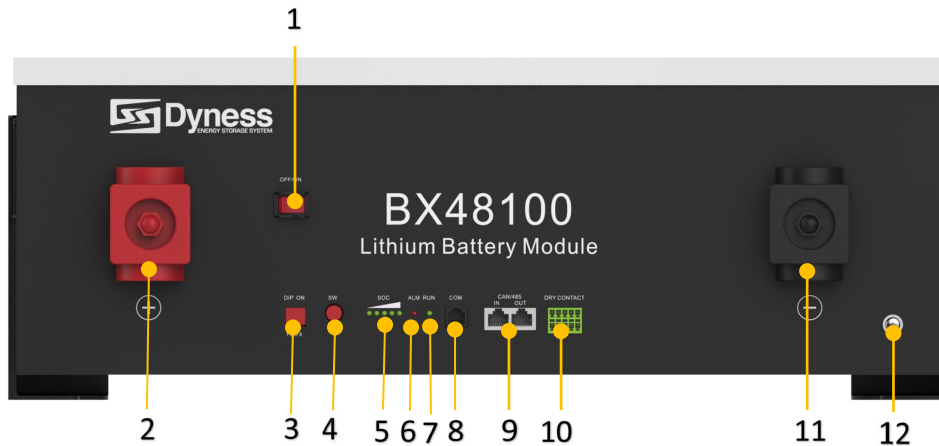 1
Dyness
ENERGY STORAGE SYSTEM
OFF/ON
BX48100
Lithium Battery Module
DIP ON
SW
SOC
ALM RUN
COM
CAN/485
IN OUT
DRY CONTACT
2
3
4
5
6
7
8
9
10
11
12